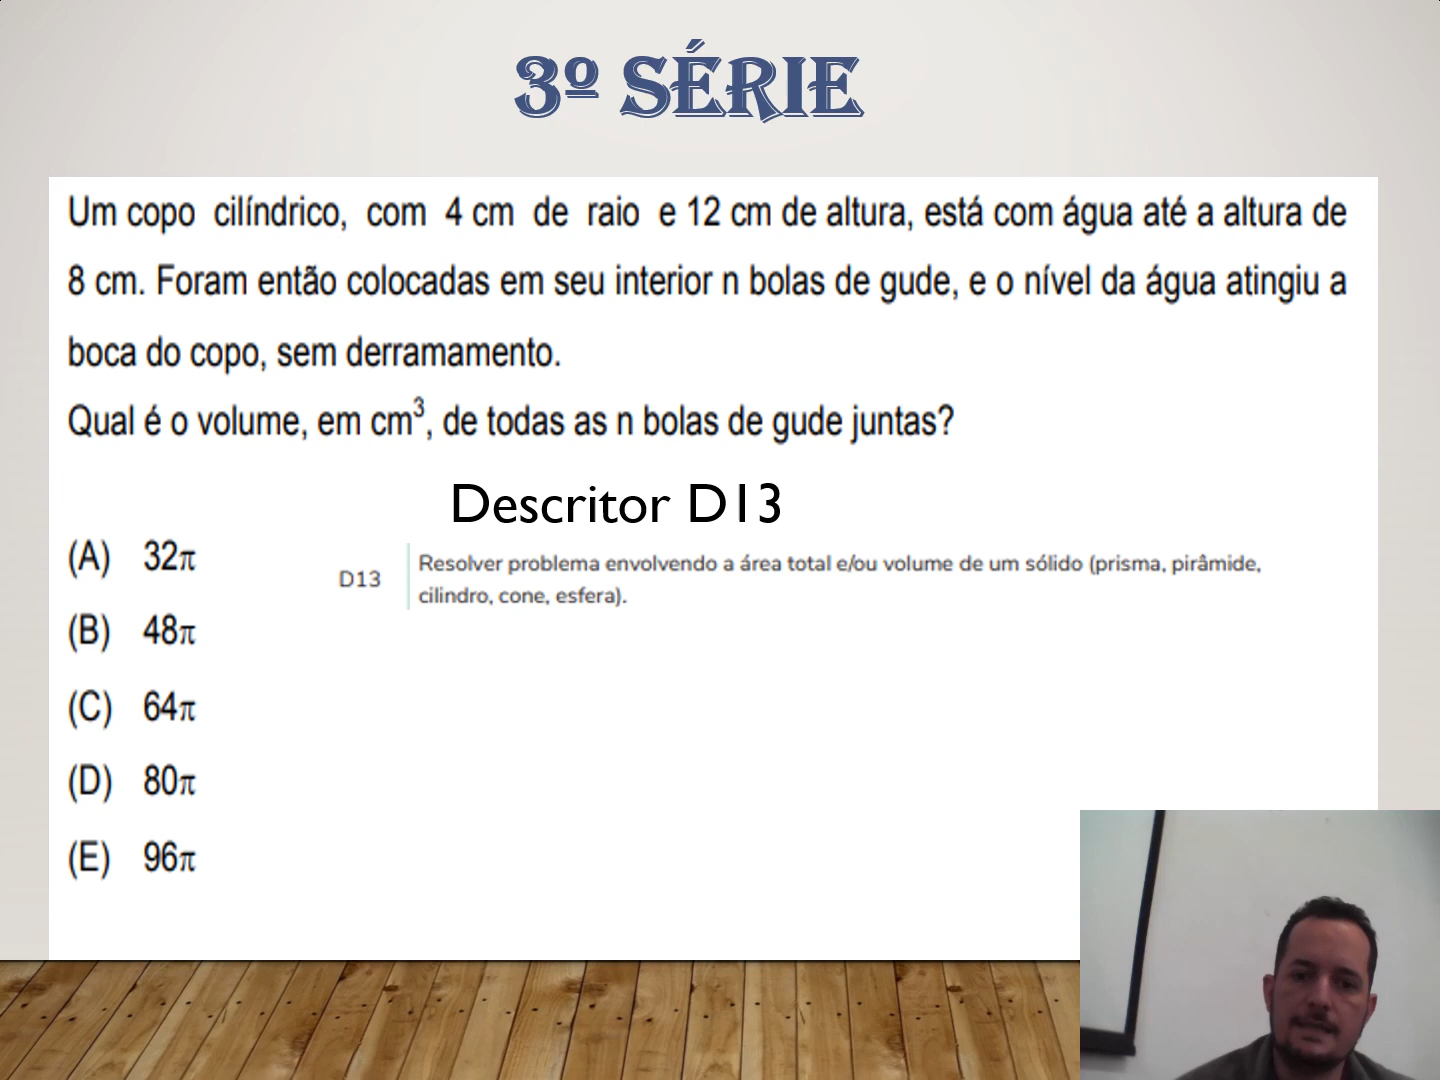 3º SÉRIE
Um copo cilíndrico, com 4 cm de raio e 12 cm de altura, está com água até a altura de
8 cm. Foram então colocadas em seu interior n bolas de gude, e o nível da água atingiu a
boca do copo, sem derramamento.
Qual é o volume, em cm³, de todas as n bolas de gude juntas?
Descritor D13
D13
Resolver problema envolvendo a área total e/ou volume de um sólido (prisma, pirâmide,
cilindro, cone, esfera).
(A) 32π
(B) 48π
(C) 64π
(D) 80π
(E) 96π